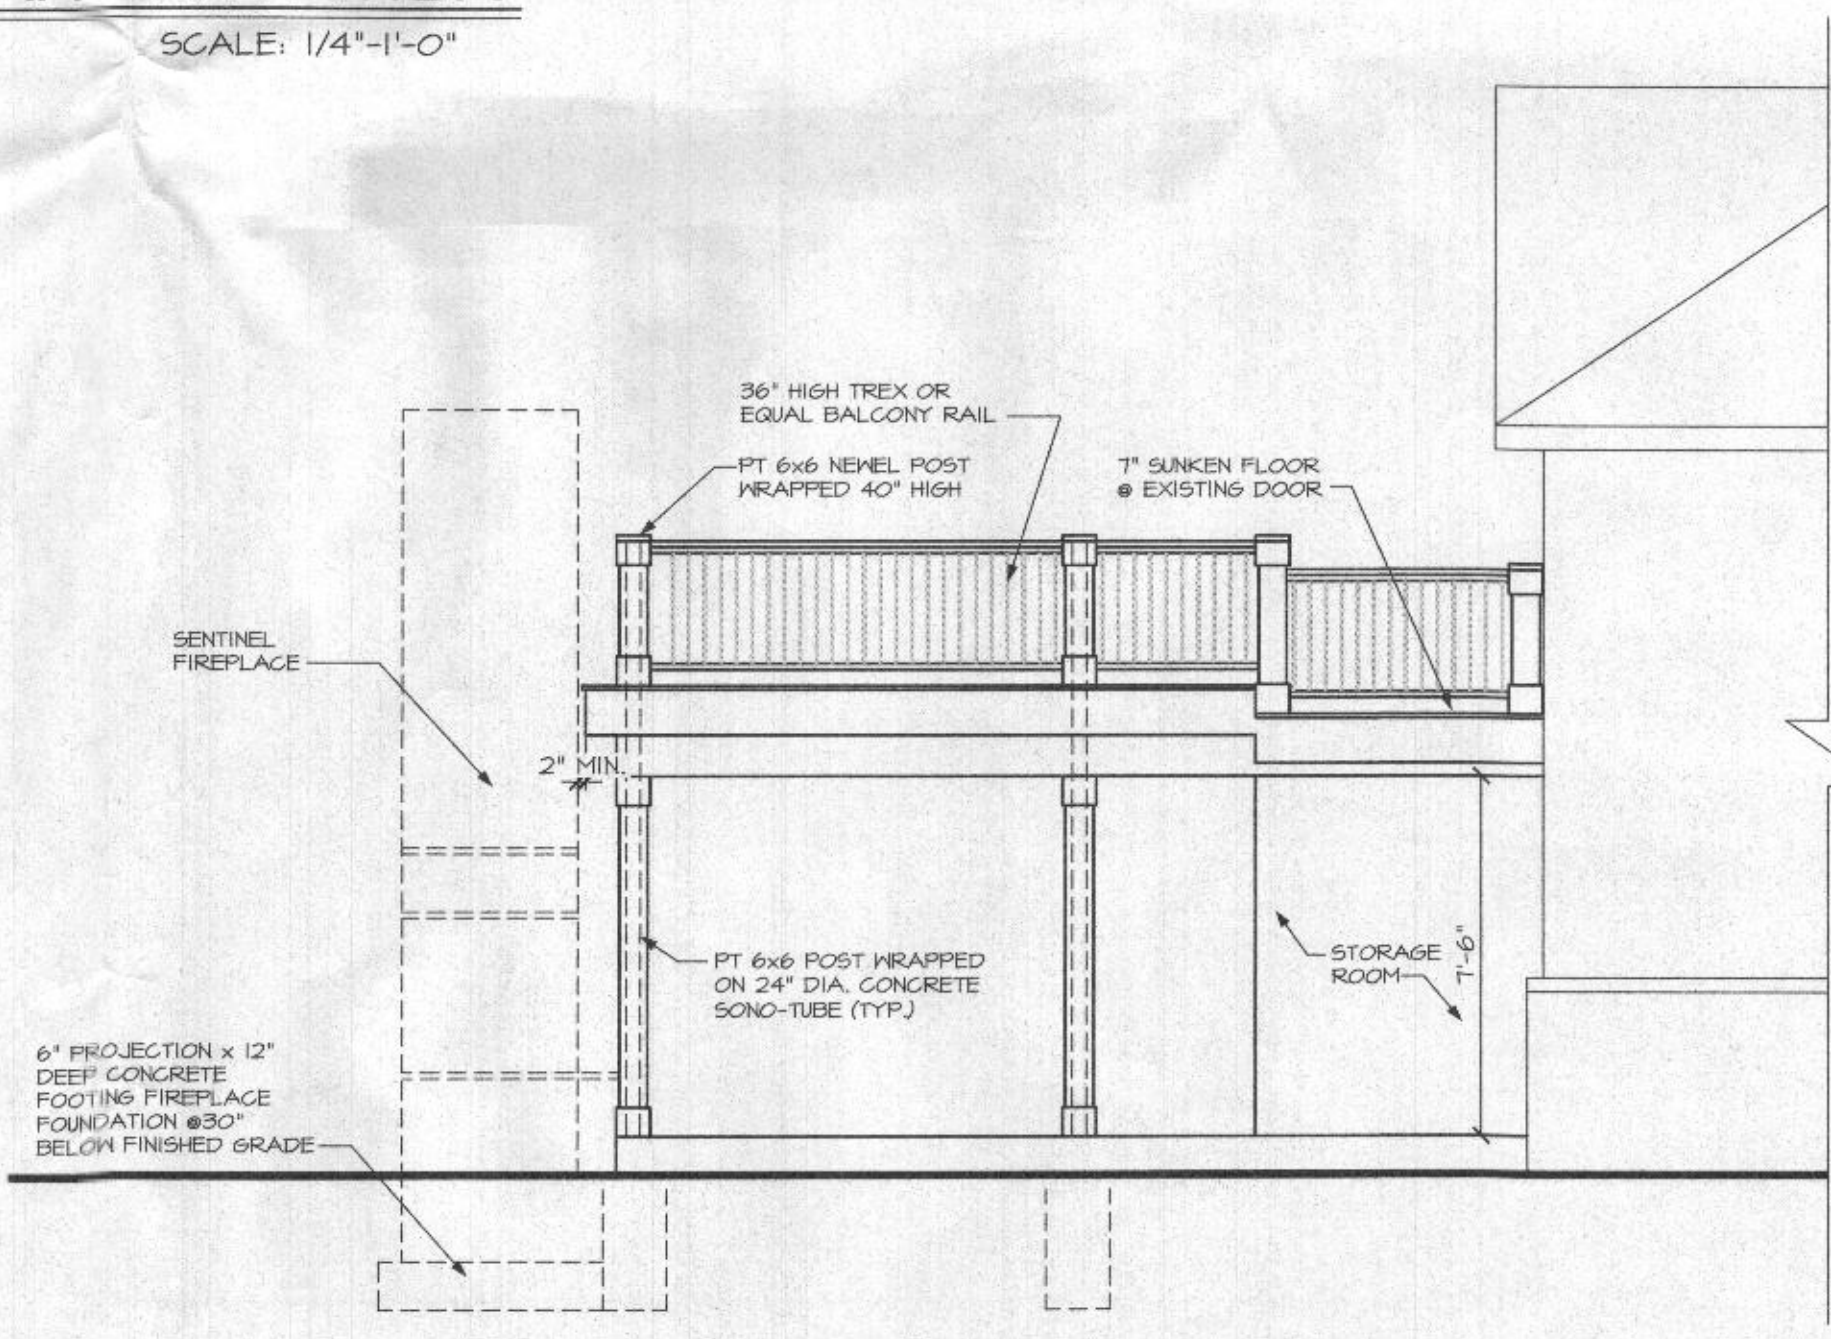 SCALE: 1/4"-1'-0"
36" HIGH TREX OR
EQUAL BALCONY RAIL
PT 6x6 NEWEL POST
WRAPPED 40" HIGH
7" SUNKEN FLOOR
@ EXISTING DOOR
SENTINEL
FIREPLACE
2" MIN.
PT 6x6 POST WRAPPED
ON 24" DIA. CONCRETE
SONO-TUBE (TYP.)
STORAGE
ROOM
7'-6"
6" PROJECTION x 12"
DEEP CONCRETE
FOOTING FIREPLACE
FOUNDATION @30"
BELOW FINISHED GRADE